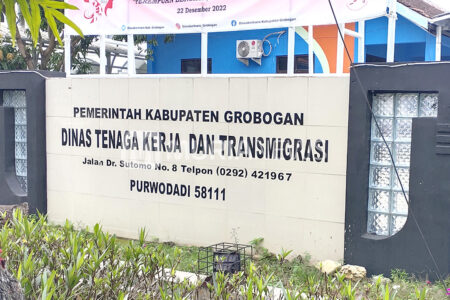 22 Desember 2022
PEMERINTAH KABUPATEN GROBOGAN
DINAS TENAGA KERJA DAN TRANSMIGRASI
Jalan Dr. Sutomo No. 8 Telpon (0292) 421967
PURWODADI 58111